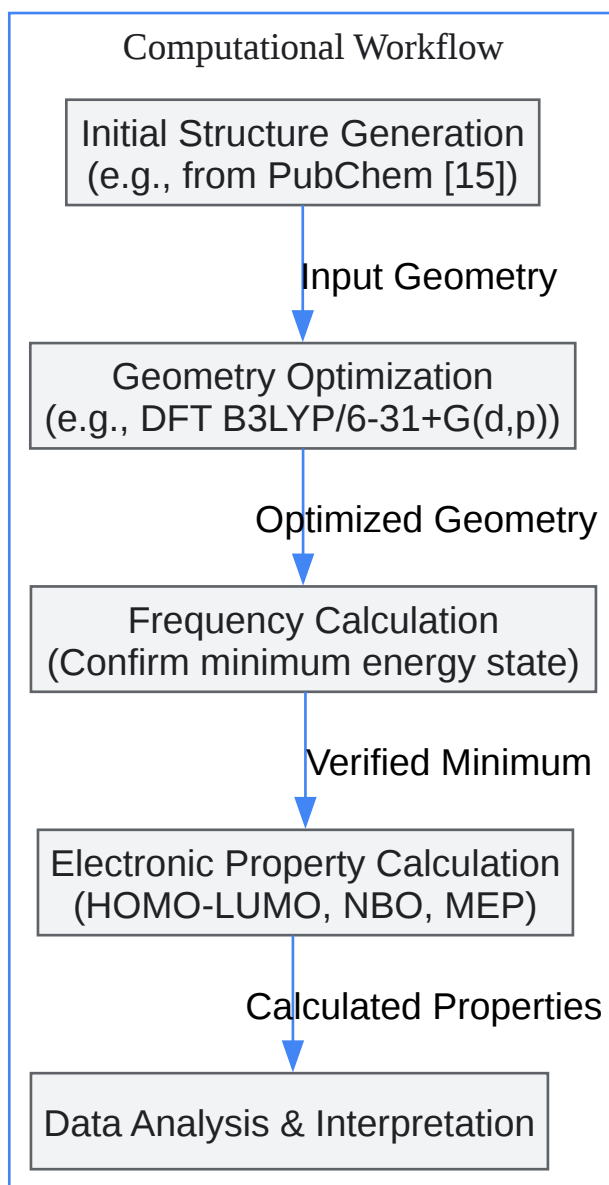 Computational Workflow
Initial Structure Generation
(e.g., from PubChem [15])
Input Geometry
Geometry Optimization
(e.g., DFT B3LYP/6-31+G(d,p))
Optimized Geometry
Frequency Calculation
(Confirm minimum energy state)
Verified Minimum
Electronic Property Calculation
(HOMO-LUMO, NBO, MEP)
Calculated Properties
Data Analysis & Interpretation